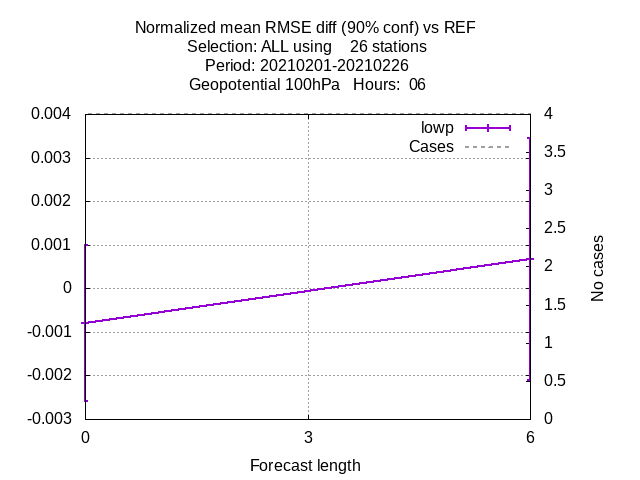 Normalized mean RMSE diff (90% conf) vs REF
Selection: ALL using    26 stations
Period: 20210201-20210226
Geopotential 100hPa   Hours:  06
0.004
0.003
0.002
0.001
0
-0.001
-0.002
-0.003
lowp
Cases
4
3.5
3
2.5
2
1.5
1
0.5
0
No cases
0
3
6
Forecast length